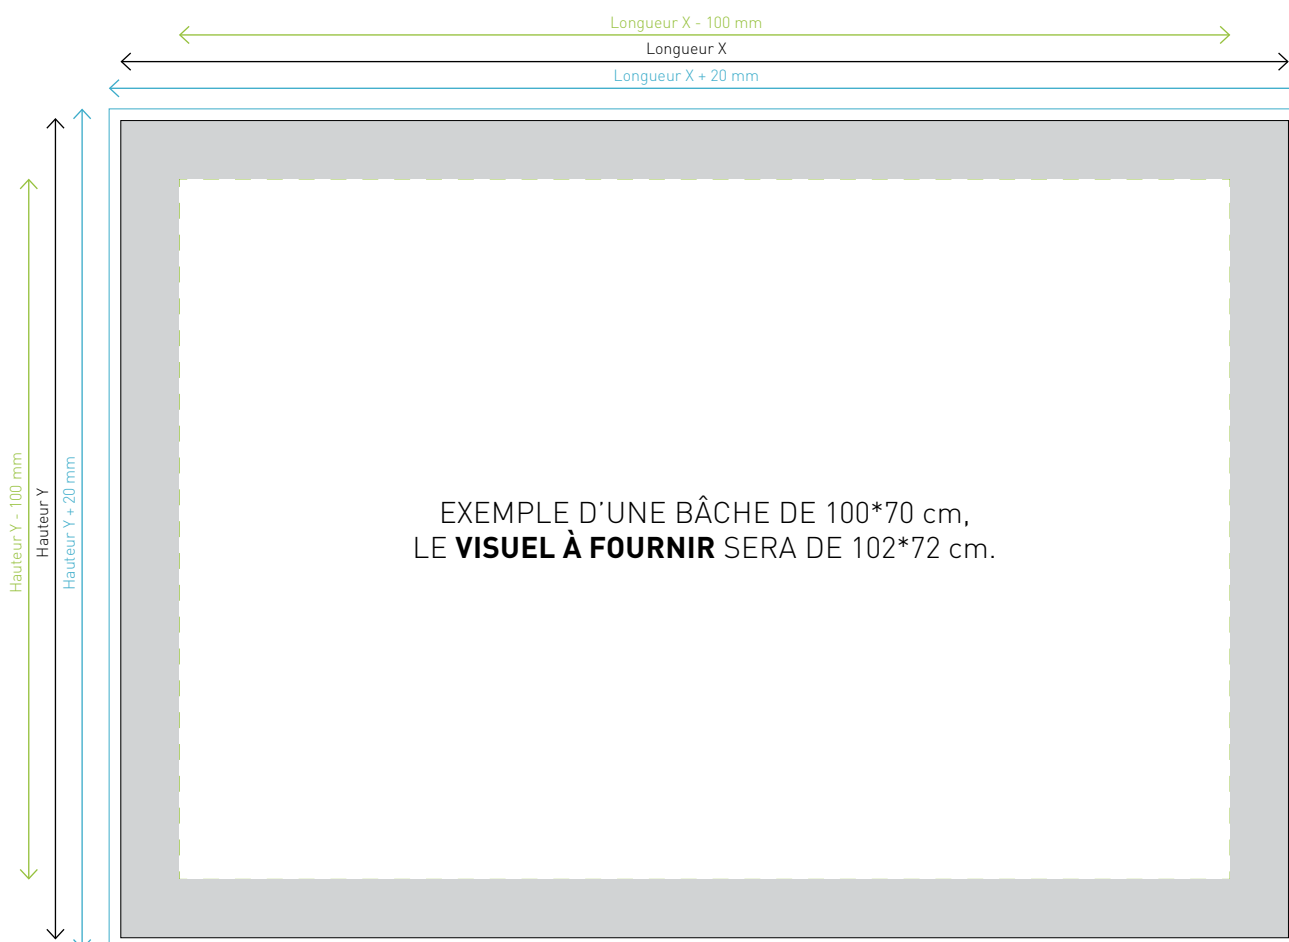 Longueur X - 100 mm
Longueur X
Longueur X + 20 mm
Hauteur Y - 100 mm
Hauteur Y
Hauteur Y + 20 mm
EXEMPLE D'UNE BÂCHE DE 100*70 cm,
LE VISUEL À FOURNIR SERA DE 102*72 cm.